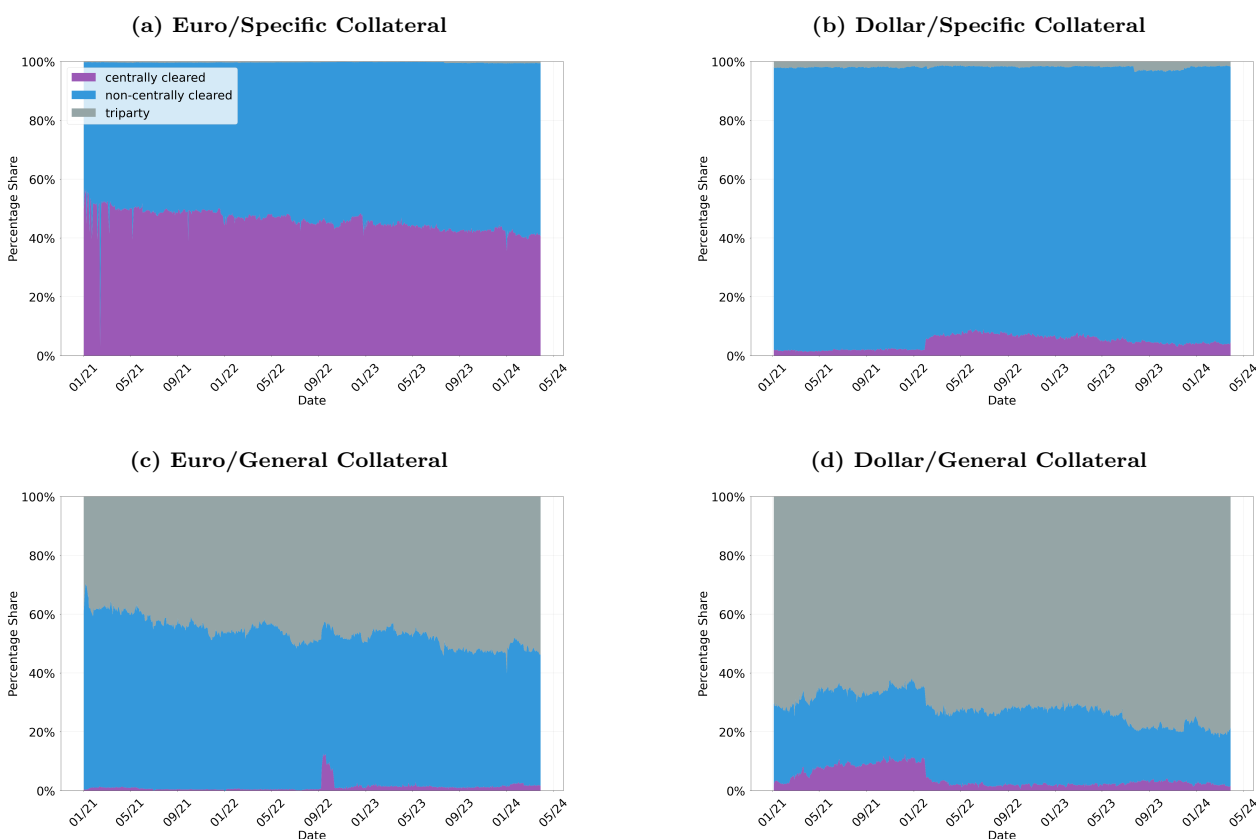 (a) Euro/Specific Collateral
100%
80%
60%
40%
20%
0%
Percentage Share
centrally cleared
non-centrally cleared
triparty
01/21 05/21 09/21 01/22 05/22 09/22 01/23 05/23 09/23 01/24 05/24
Date
(b) Dollar/Specific Collateral
100%
80%
60%
40%
20%
0%
Percentage Share
01/21 05/21 09/21 01/22 05/22 09/22 01/23 05/23 09/23 01/24 05/24
Date
(c) Euro/General Collateral
100%
80%
60%
40%
20%
0%
Percentage Share
01/21 05/21 09/21 01/22 05/22 09/22 01/23 05/23 09/23 01/24 05/24
Date
(d) Dollar/General Collateral
100%
80%
60%
40%
20%
0%
Percentage Share
01/21 05/21 09/21 01/22 05/22 09/22 01/23 05/23 09/23 01/24 05/24
Date